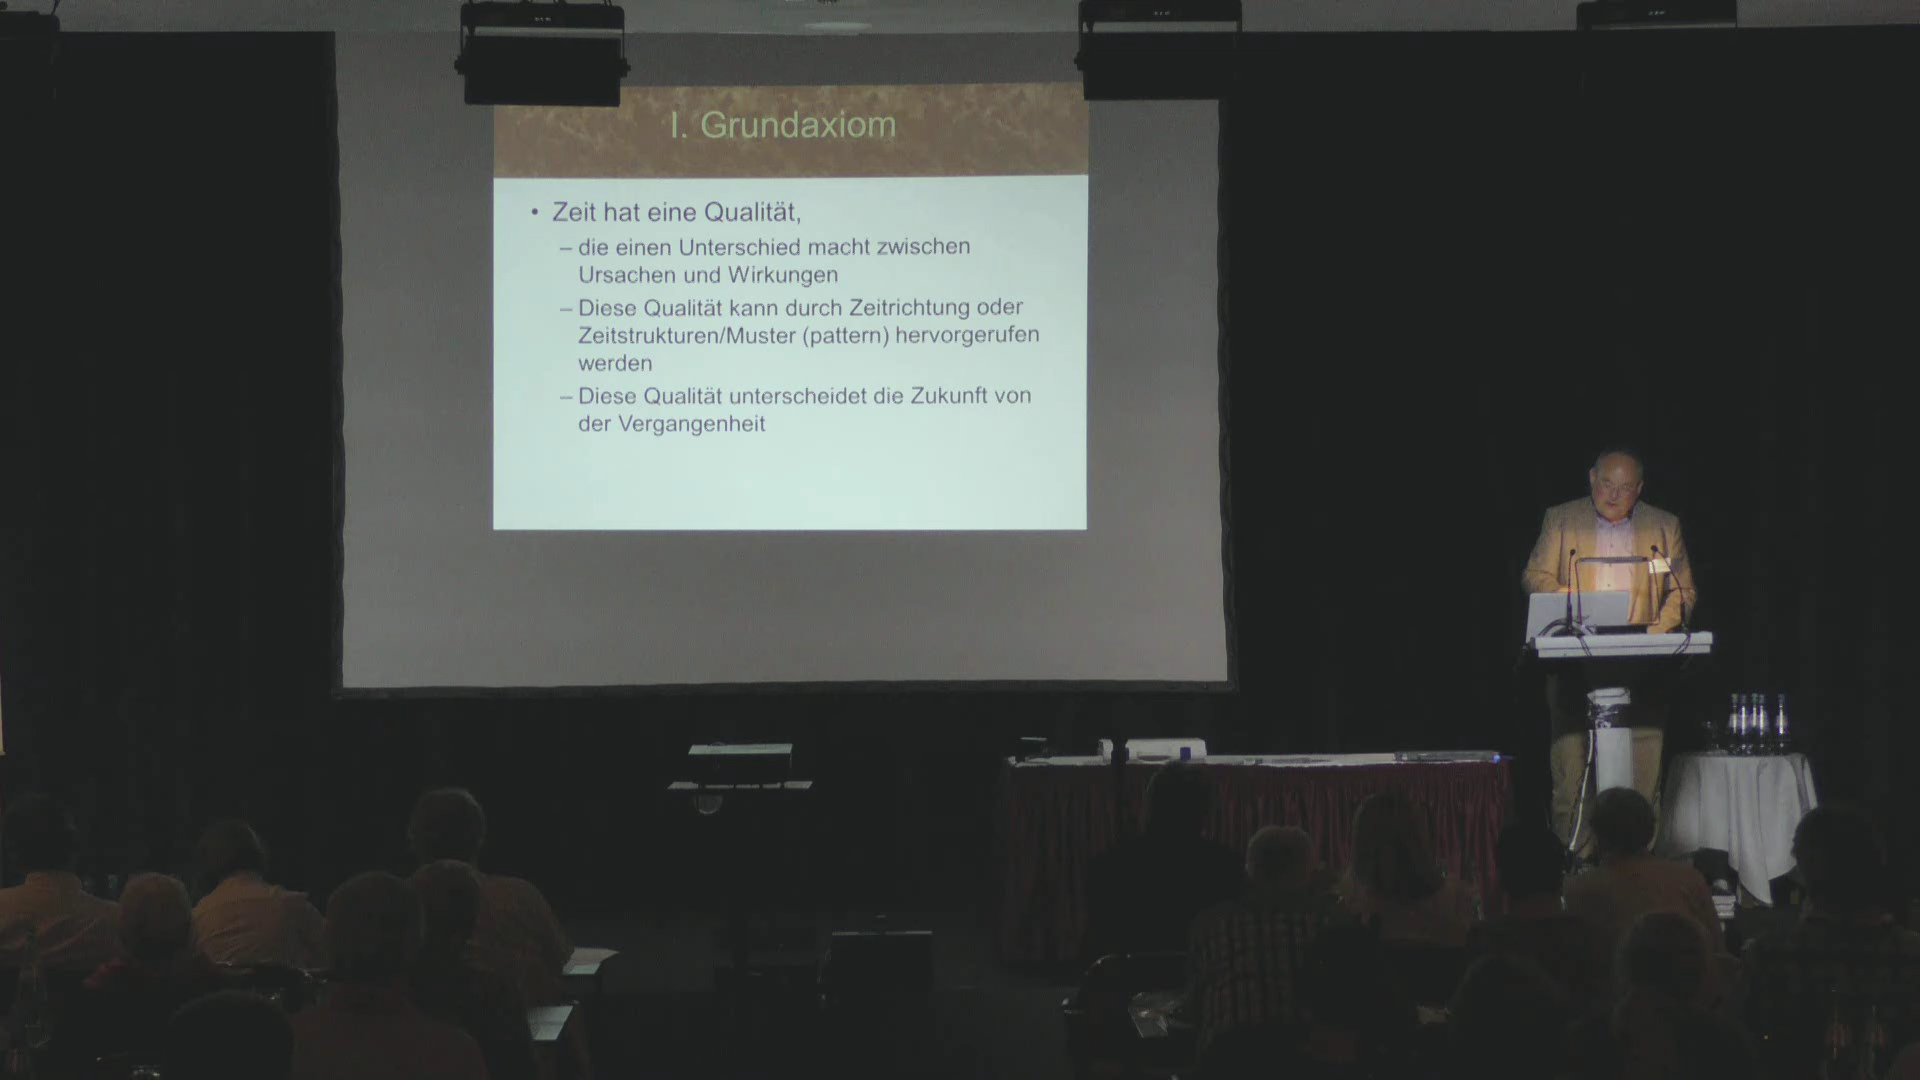 I. Grundaxiom
• Zeit hat eine Qualität,
– die einen Unterschied macht zwischen
Ursachen und Wirkungen
– Diese Qualität kann durch Zeitrichtung oder
Zeitstrukturen/Muster (pattern) hervorgerufen
werden
– Diese Qualität unterscheidet die Zukunft von
der Vergangenheit